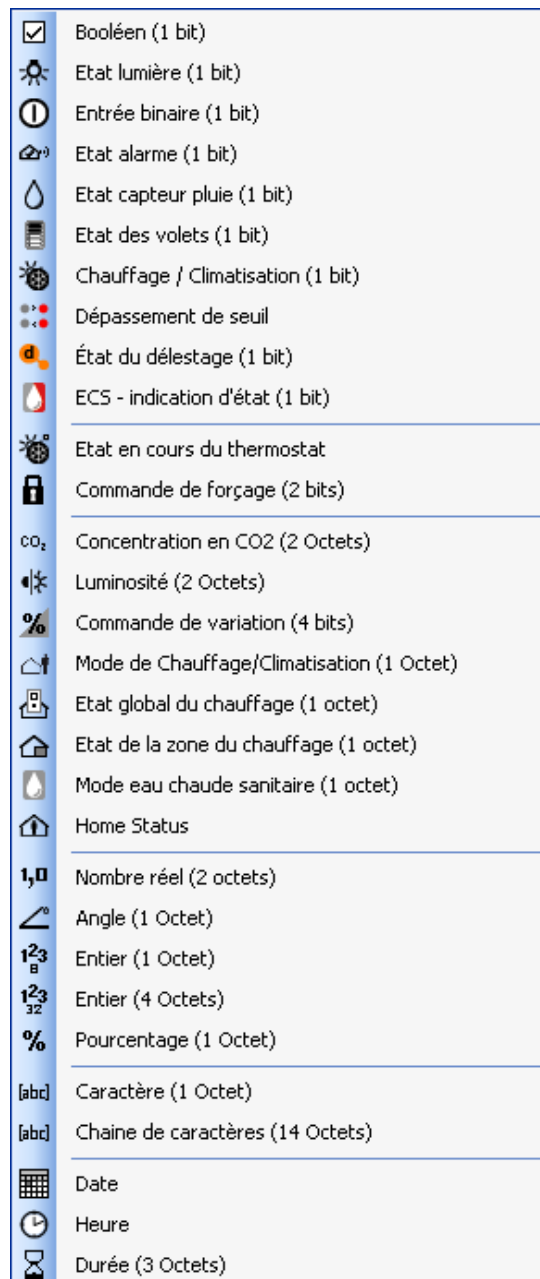 Booléen (1 bit)
Etat lumière (1 bit)
Entrée binaire (1 bit)
Etat alarme (1 bit)
Etat capteur pluie (1 bit)
Etat des volets (1 bit)
Chauffage / Climatisation (1 bit)
Dépassement de seuil
d État du délestage (1 bit)
ECS - indication d'état (1 bit)
Etat en cours du thermostat
Commande de forçage (2 bits)
CO₂ Concentration en CO2 (2 Octets)
Luminosité (2 Octets)
% Commande de variation (4 bits)
Mode de Chauffage/Climatisation (1 Octet)
Etat global du chauffage (1 octet)
Etat de la zone du chauffage (1 octet)
Mode eau chaude sanitaire (1 octet)
Home Status
1,0 Nombre réel (2 octets)
Angle (1 Octet)
123 8 Entier (1 Octet)
123 32 Entier (4 Octets)
% Pourcentage (1 Octet)
[abc] Caractère (1 Octet)
[abc] Chaine de caractères (14 Octets)
Date
Heure
Durée (3 Octets)